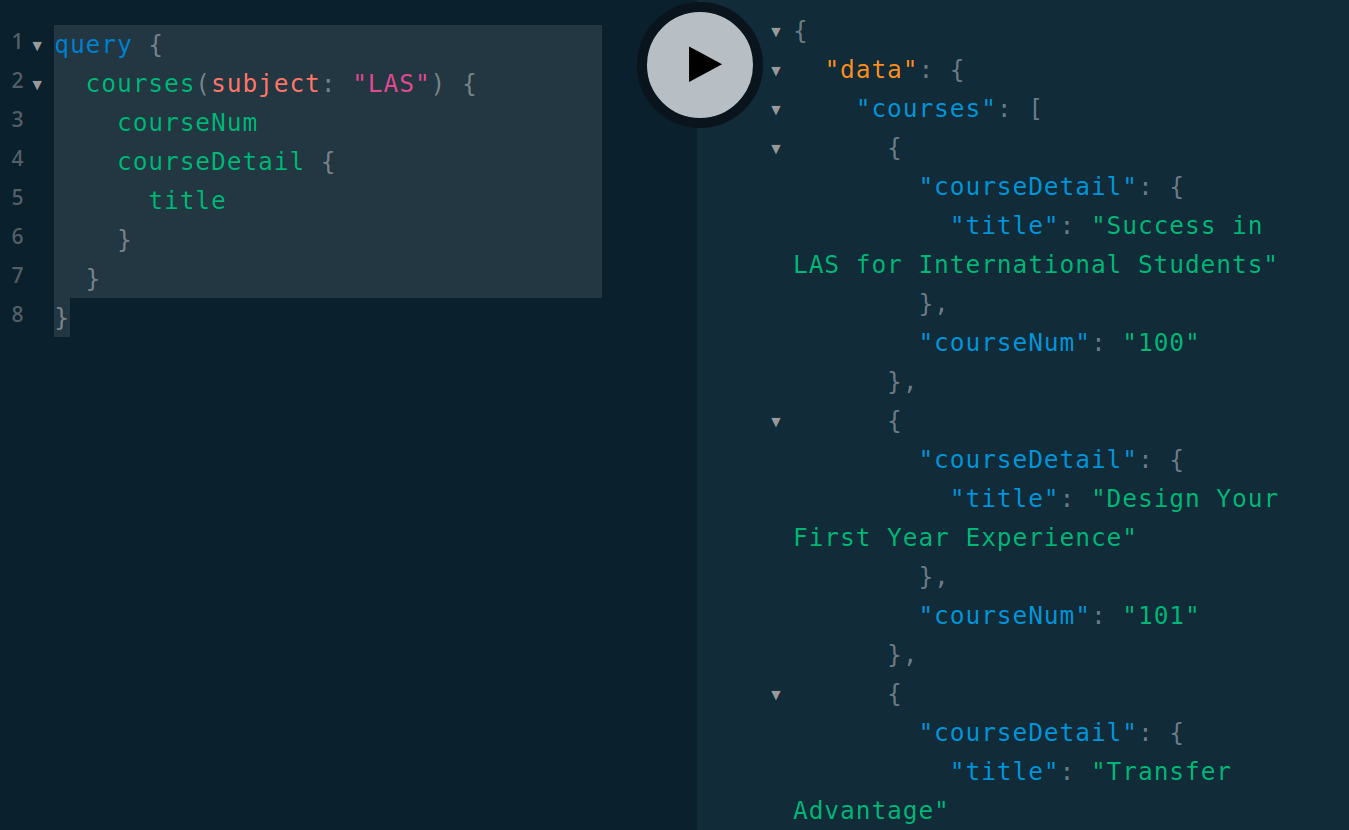 1 query {
2   courses(subject: "LAS") {
3     courseNum
4     courseDetail {
5       title
6     }
7   }
8 }
{
  "data": {
    "courses": [
      {
        "courseDetail": {
          "title": "Success in
LAS for International Students"
        },
        "courseNum": "100"
      },
      {
        "courseDetail": {
          "title": "Design Your
First Year Experience"
        },
        "courseNum": "101"
      },
      {
        "courseDetail": {
          "title": "Transfer
Advantage"